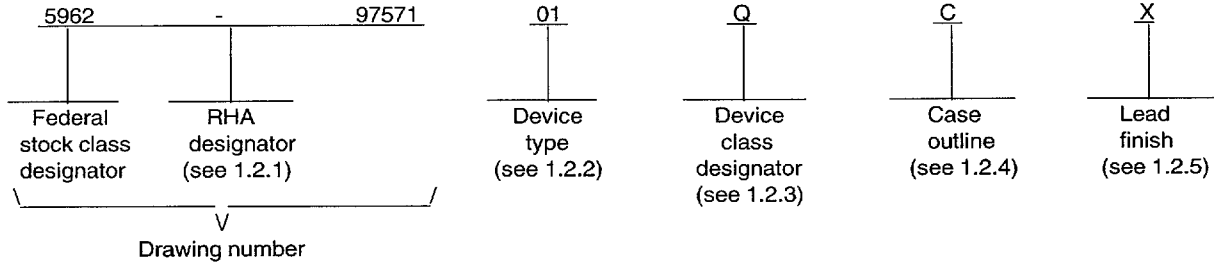 5962 - 97571 01 Q C X
Federal stock class designator
RHA designator (see 1.2.1)
Device type (see 1.2.2)
Device class designator (see 1.2.3)
Case outline (see 1.2.4)
Lead finish (see 1.2.5)
Drawing number